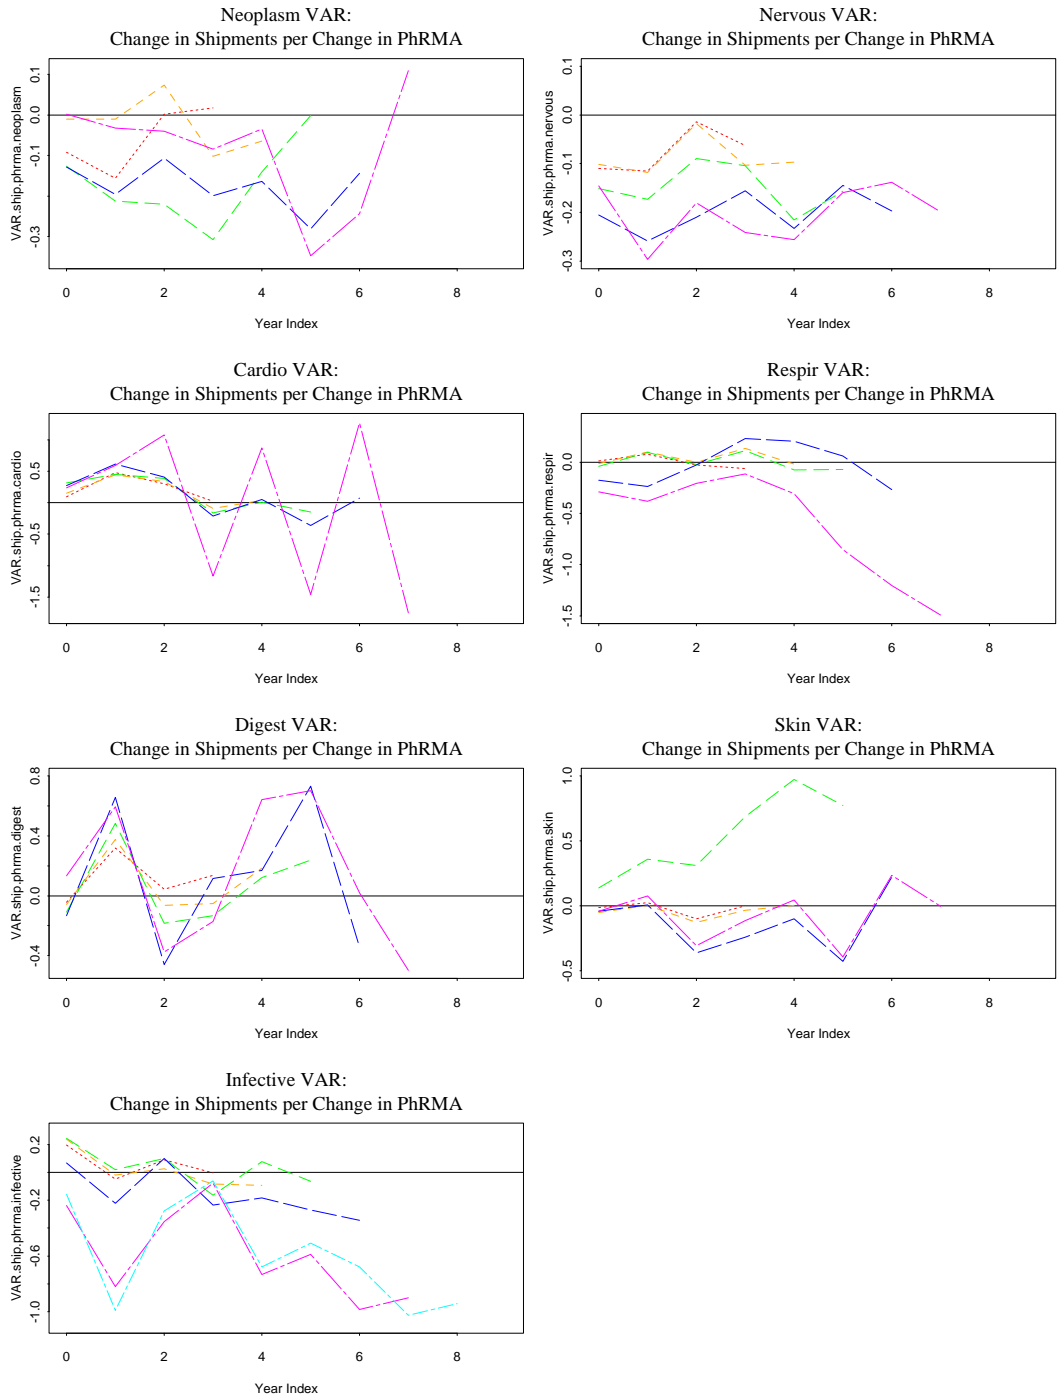 Neoplasm VAR:
Change in Shipments per Change in PhRMA
VAR.ship.phrma.neoplasm
0.1
0.0
-0.1
-0.3
0 2 4 6 8
Year Index
Nervous VAR:
Change in Shipments per Change in PhRMA
VAR.ship.phrma.nervous
0.1
0.0
-0.1
-0.2
-0.3
0 2 4 6 8
Year Index
Cardio VAR:
Change in Shipments per Change in PhRMA
VAR.ship.phrma.cardio
0.5
-0.5
-1.5
0 2 4 6 8
Year Index
Respir VAR:
Change in Shipments per Change in PhRMA
VAR.ship.phrma.respir
0.0
-0.5
-1.0
-1.5
0 2 4 6 8
Year Index
Digest VAR:
Change in Shipments per Change in PhRMA
VAR.ship.phrma.digest
0.8
0.4
0.0
-0.4
0 2 4 6 8
Year Index
Skin VAR:
Change in Shipments per Change in PhRMA
VAR.ship.phrma.skin
1.0
0.5
0.0
-0.5
0 2 4 6 8
Year Index
Infective VAR:
Change in Shipments per Change in PhRMA
VAR.ship.phrma.infective
0.2
-0.2
-0.6
-1.0
0 2 4 6 8
Year Index